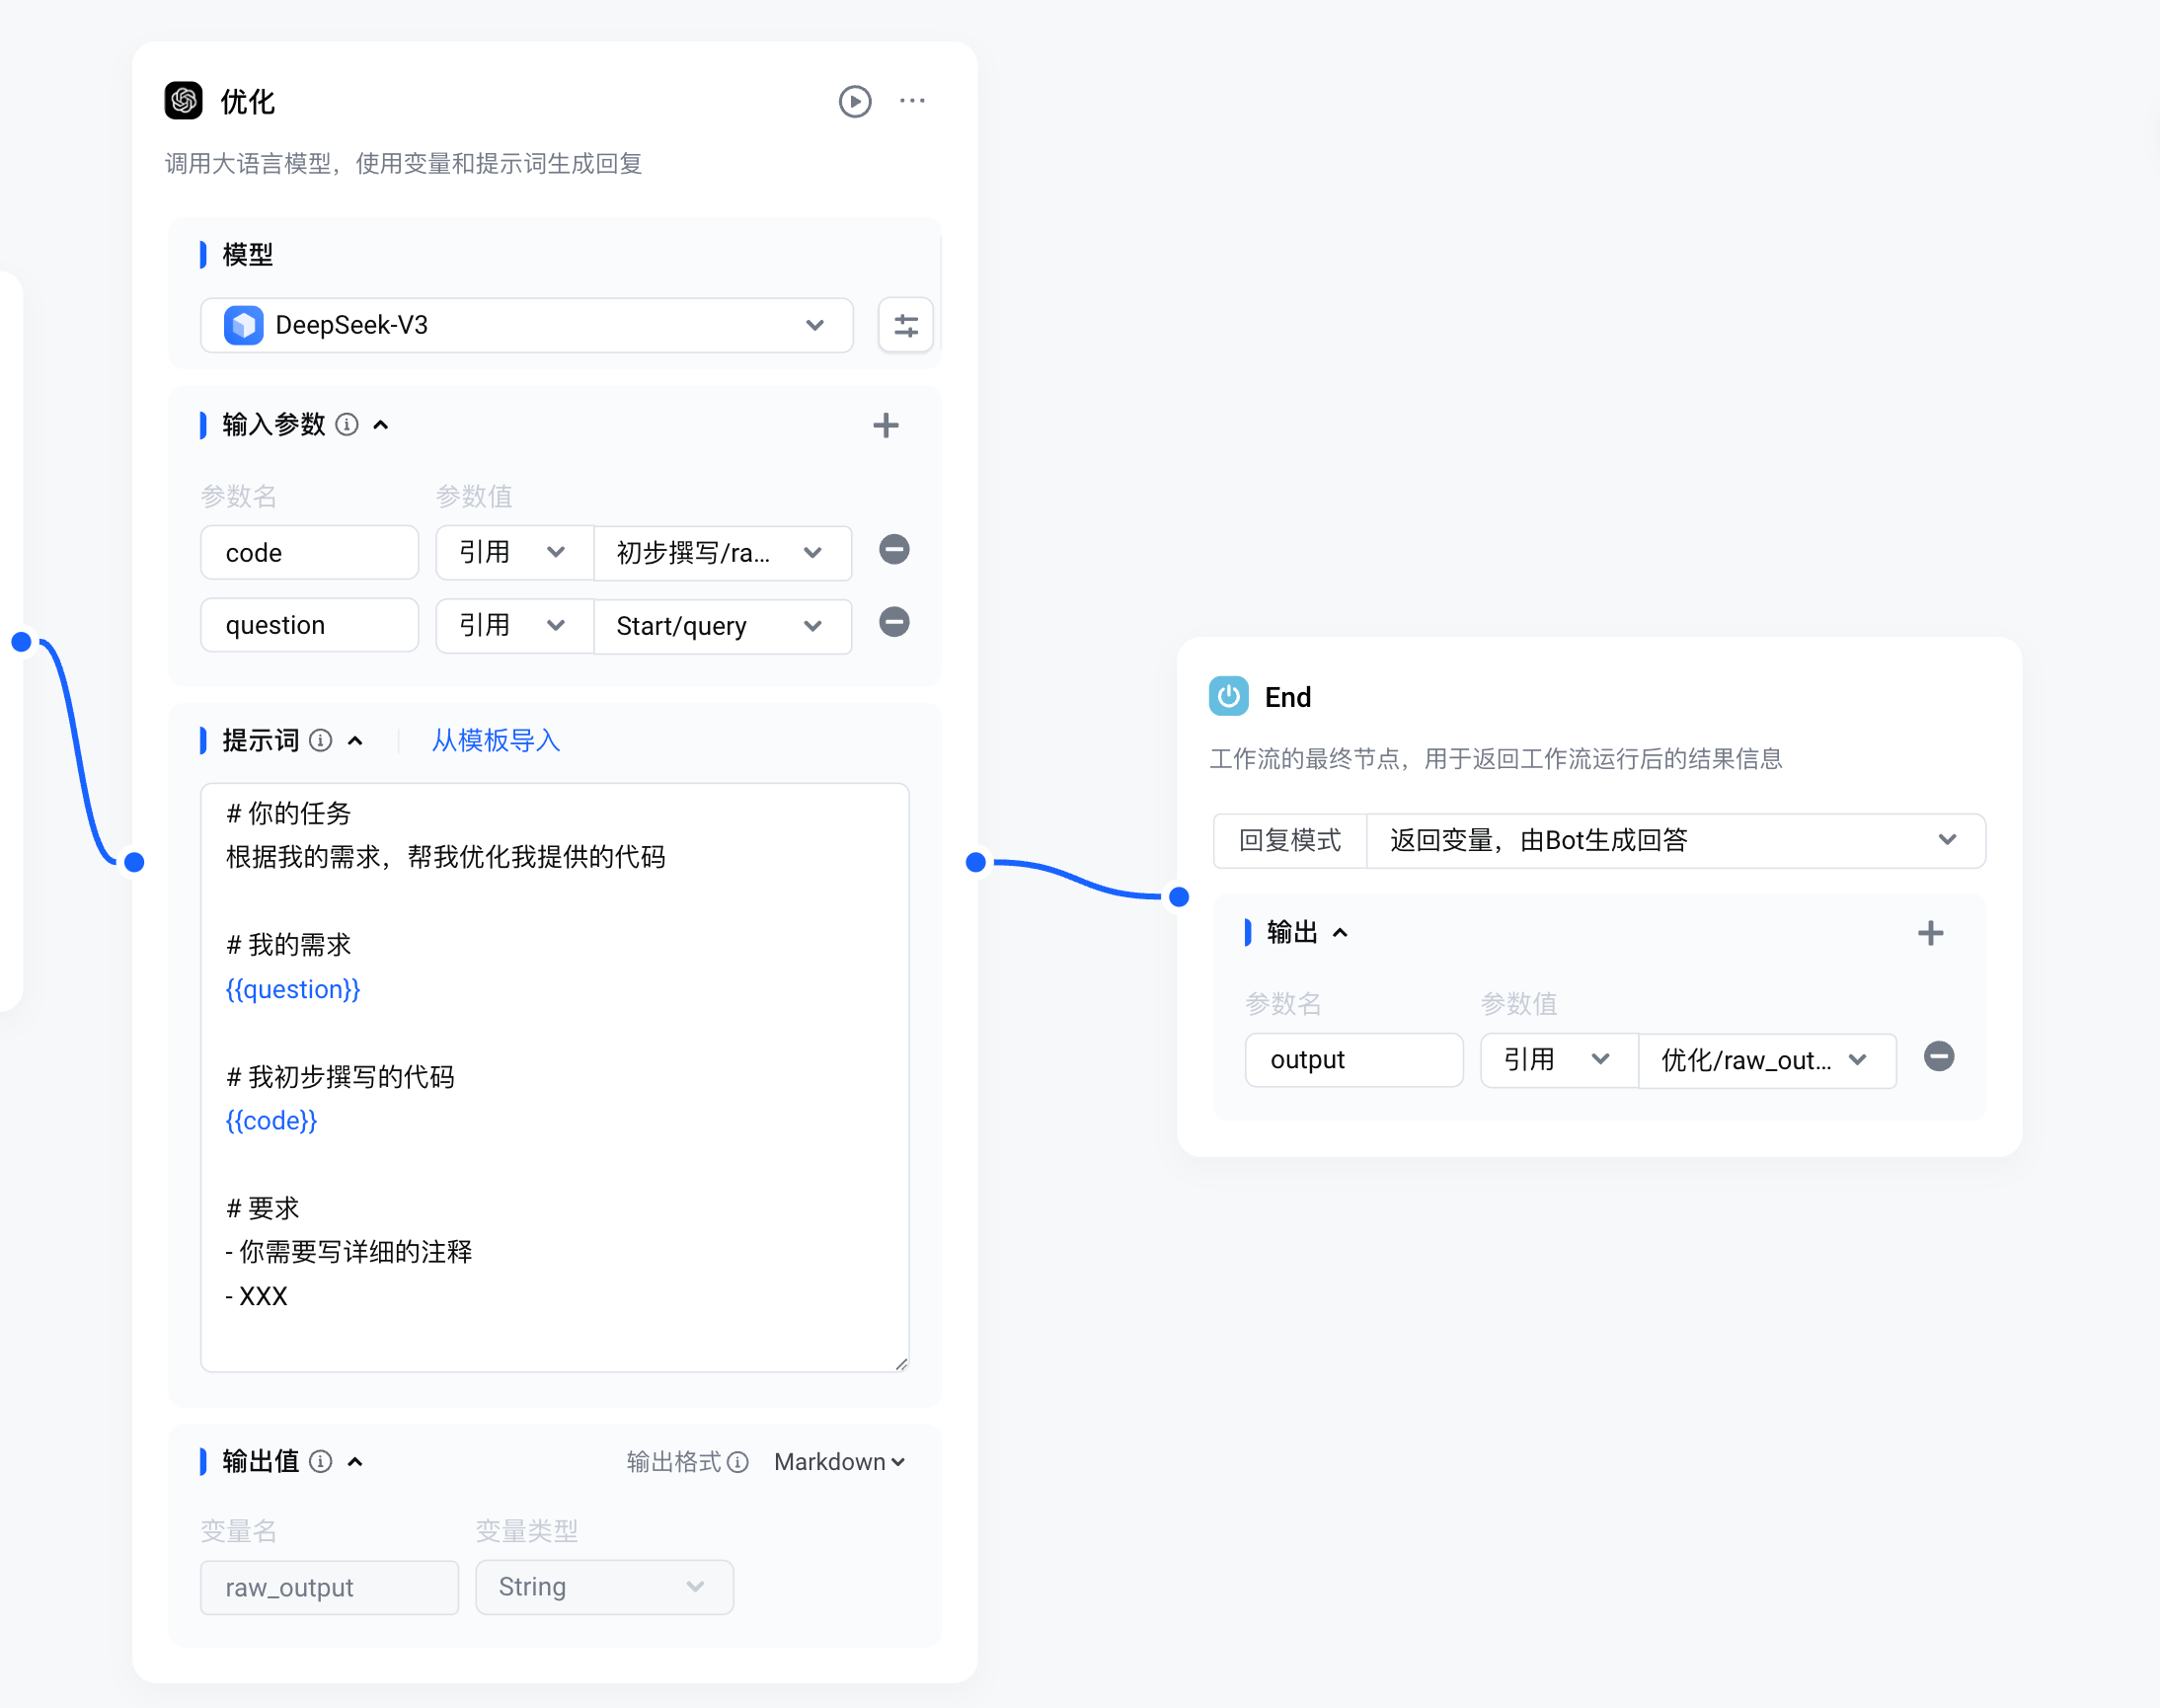 优化
调用大语言模型，使用变量和提示词生成回复
模型
DeepSeek-V3
输入参数
参数名 参数值
code 引用 初步撰写/ra...
question 引用 Start/query
提示词 从模板导入
# 你的任务
根据我的需求，帮我优化我提供的代码
# 我的需求
{{question}}
# 我初步撰写的代码
{{code}}
# 要求
- 你需要写详细的注释
- XXX
输出值 输出格式 Markdown
变量名 变量类型
raw_output String
End
工作流的最终节点，用于返回工作流运行后的结果信息
回复模式 返回变量，由Bot生成回答
输出
参数名 参数值
output 引用 优化/raw_out...